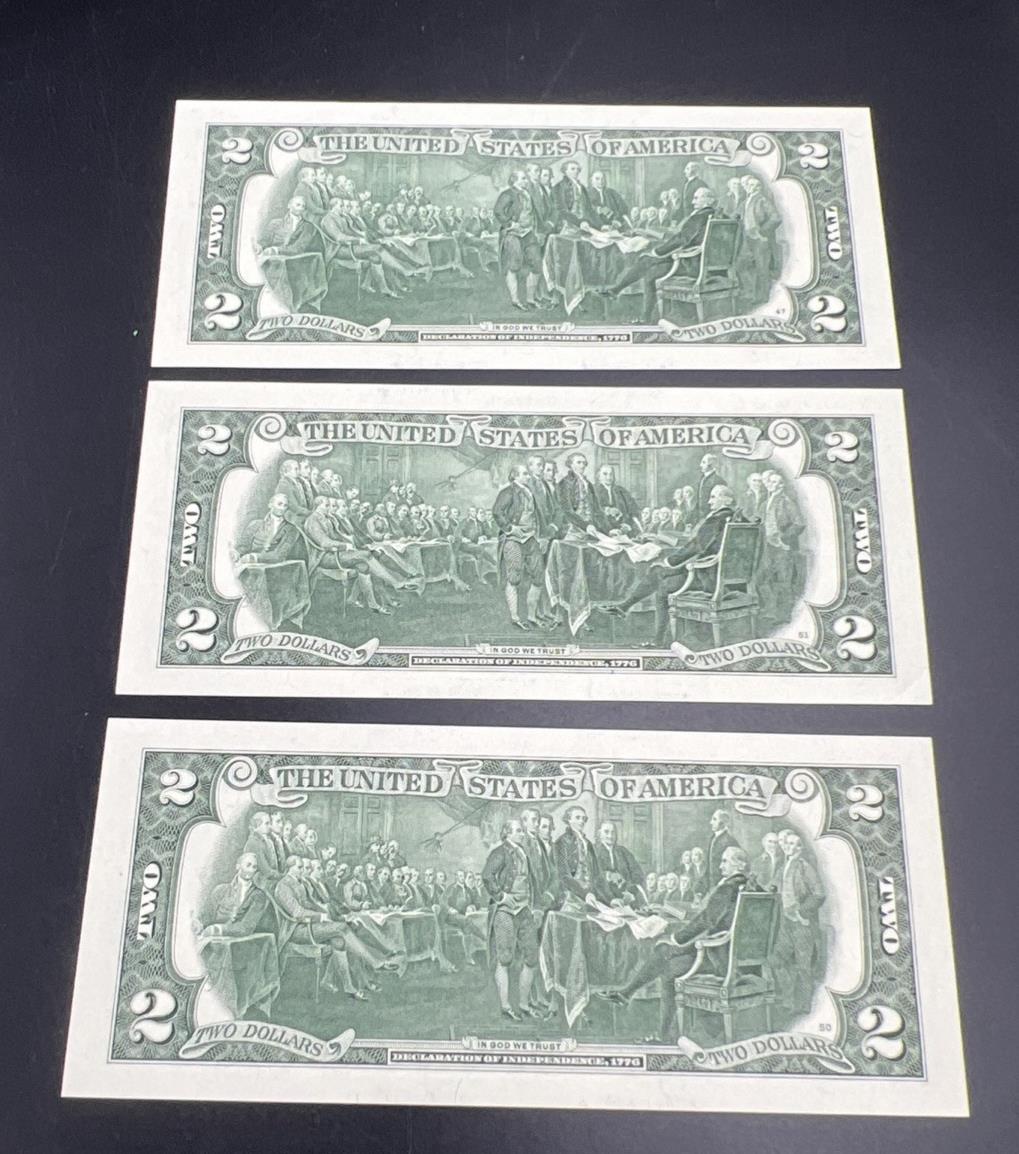 THE UNITED STATES OF AMERICA
2 2
TWO TWO
2 2
47
TWO DOLLARS IN GOD WE TRUST TWO DOLLARS
DECLARATION OF INDEPENDENCE, 1776
THE UNITED STATES OF AMERICA
2 2
TWO TWO
2 2
51
TWO DOLLARS IN GOD WE TRUST TWO DOLLARS
DECLARATION OF INDEPENDENCE, 1776
THE UNITED STATES OF AMERICA
2 2
TWO TWO
2 2
50
TWO DOLLARS IN GOD WE TRUST TWO DOLLARS
DECLARATION OF INDEPENDENCE, 1776